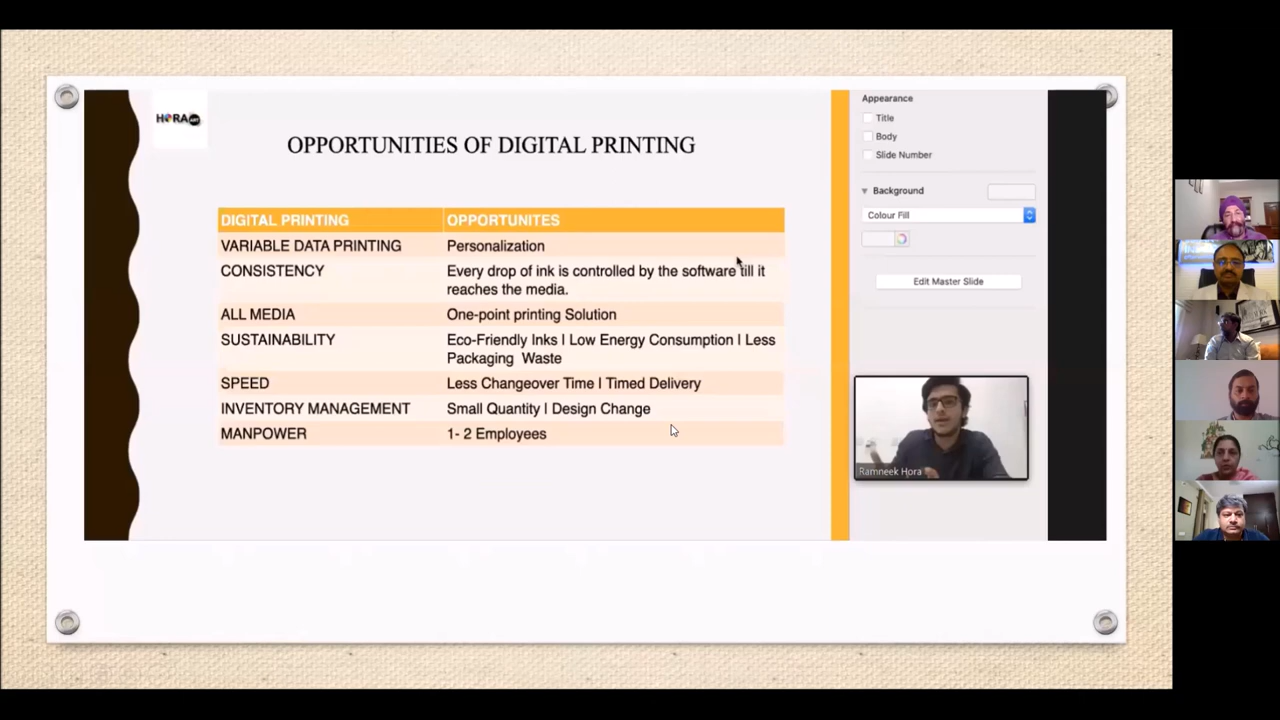 HORA ART
OPPORTUNITIES OF DIGITAL PRINTING
DIGITAL PRINTING OPPORTUNITES
VARIABLE DATA PRINTING Personalization
CONSISTENCY Every drop of ink is controlled by the software till it
reaches the media.
ALL MEDIA One-point printing Solution
SUSTAINABILITY Eco-Friendly Inks I Low Energy Consumption I Less
Packaging Waste
SPEED Less Changeover Time I Timed Delivery
INVENTORY MANAGEMENT Small Quantity I Design Change
MANPOWER 1- 2 Employees
Appearance
Title
Body
Slide Number
Background
Colour Fill
Edit Master Slide
Ramneek Hora